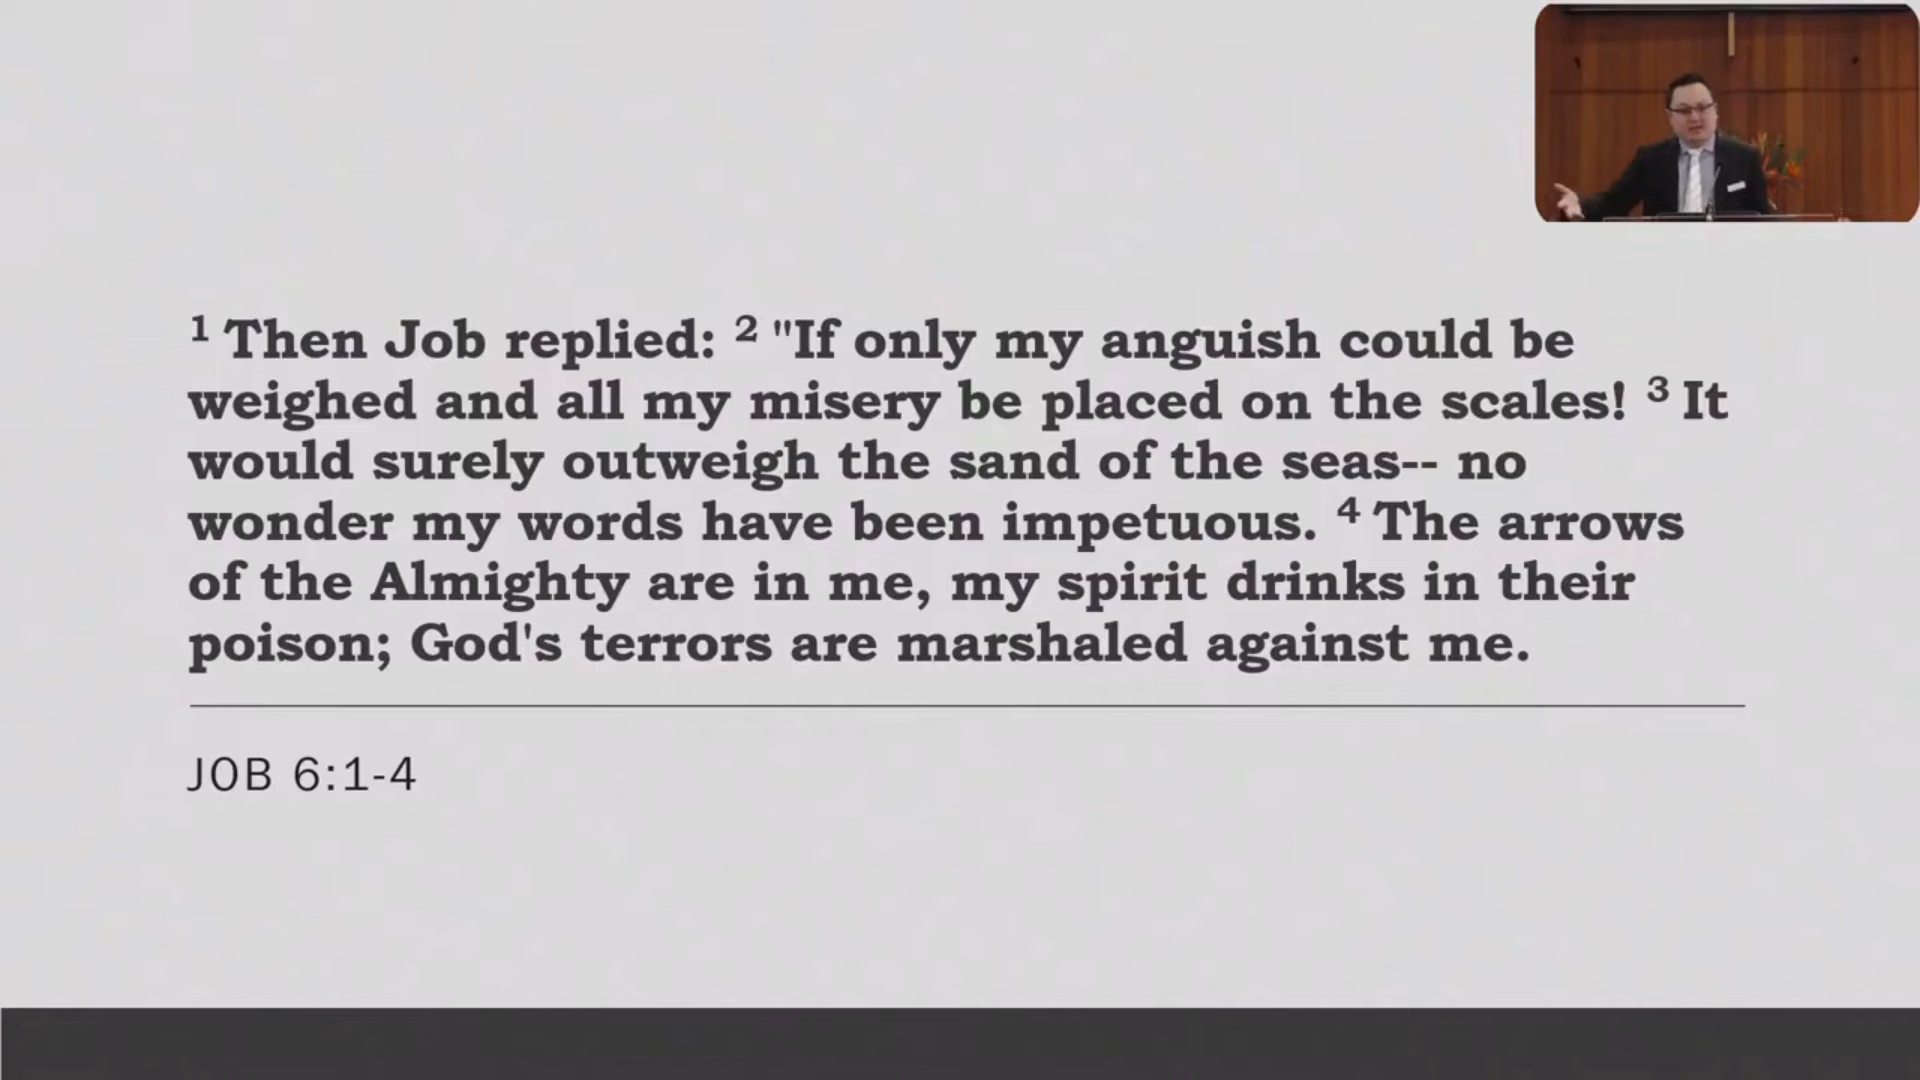 1 Then Job replied: 2 "If only my anguish could be
weighed and all my misery be placed on the scales! 3 It
would surely outweigh the sand of the seas-- no
wonder my words have been impetuous. 4 The arrows
of the Almighty are in me, my spirit drinks in their
poison; God's terrors are marshaled against me.
JOB 6:1-4